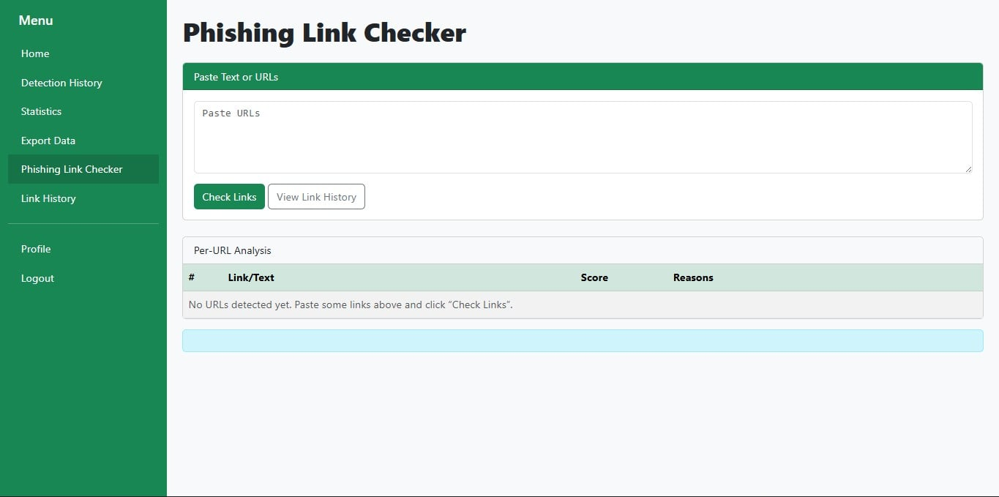 Menu
Home
Detection History
Statistics
Export Data
Phishing Link Checker
Link History
Profile
Logout
Phishing Link Checker
Paste Text or URLs
Paste URLs
Check Links View Link History
Per-URL Analysis
# Link/Text Score Reasons
No URLs detected yet. Paste some links above and click “Check Links”.